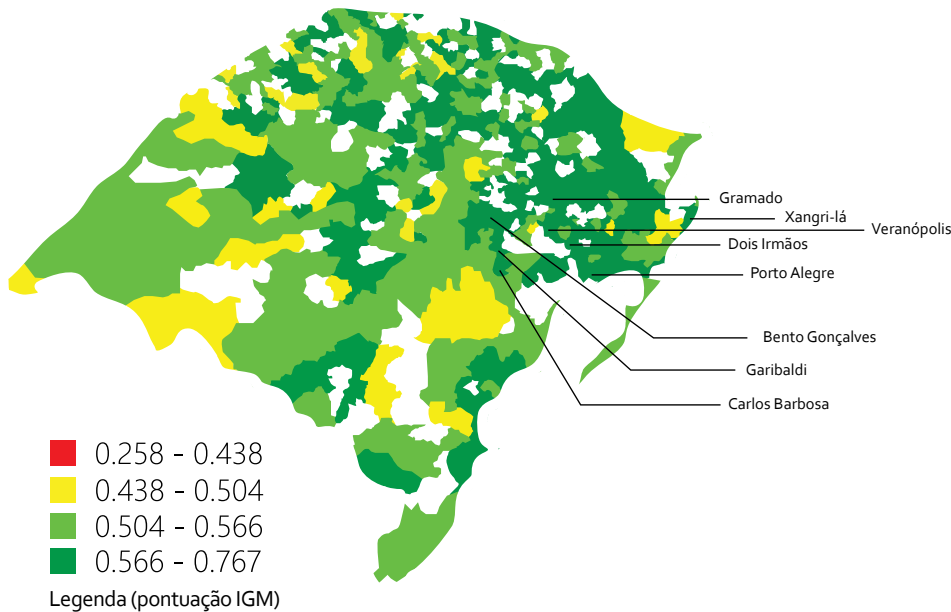 Gramado
Xangri-lá
Veranópolis
Dois Irmãos
Porto Alegre
Bento Gonçalves
Garibaldi
Carlos Barbosa
0.258 - 0.438
0.438 - 0.504
0.504 - 0.566
0.566 - 0.767
Legenda (pontuação IGM)